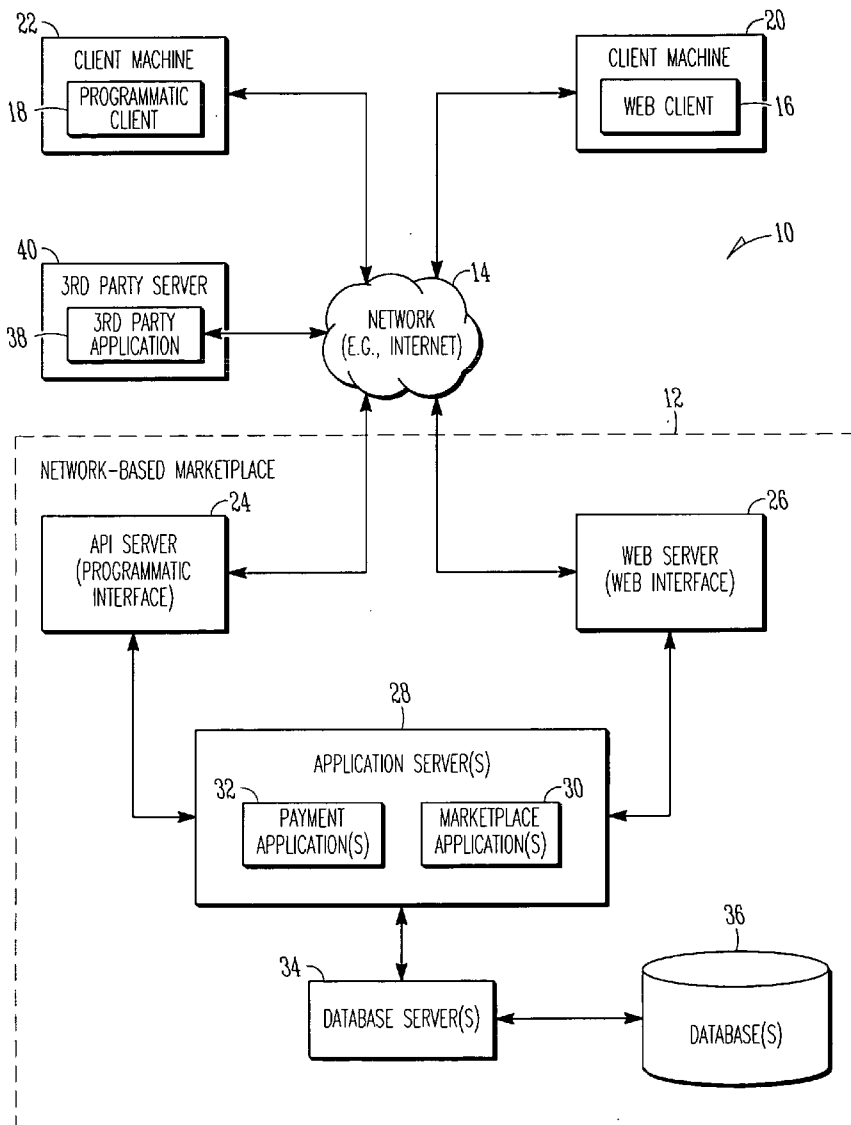 22
CLIENT MACHINE
18
PROGRAMMATIC
CLIENT
20
CLIENT MACHINE
WEB CLIENT
16
10
40
3RD PARTY SERVER
38
3RD PARTY
APPLICATION
14
NETWORK
(E.G., INTERNET)
12
NETWORK-BASED MARKETPLACE
24
API SERVER
(PROGRAMMATIC
INTERFACE)
26
WEB SERVER
(WEB INTERFACE)
28
APPLICATION SERVER(S)
32
PAYMENT
APPLICATION(S)
30
MARKETPLACE
APPLICATION(S)
34
DATABASE SERVER(S)
36
DATABASE(S)